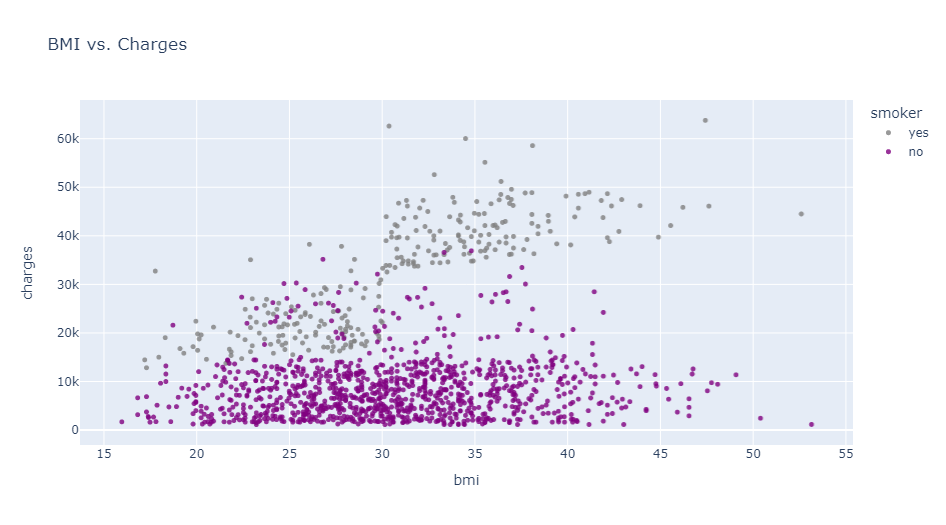 BMI vs. Charges
smoker
yes
no
60k
50k
40k
30k
20k
10k
0
charges
15 20 25 30 35 40 45 50 55
bmi